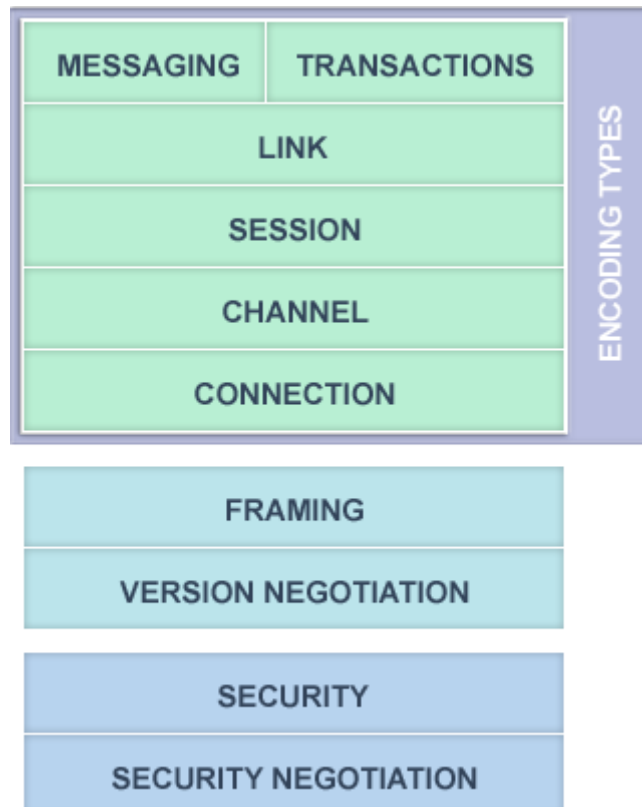 MESSAGING TRANSACTIONS
LINK
SESSION
CHANNEL
CONNECTION
ENCODING TYPES
FRAMING
VERSION NEGOTIATION
SECURITY
SECURITY NEGOTIATION